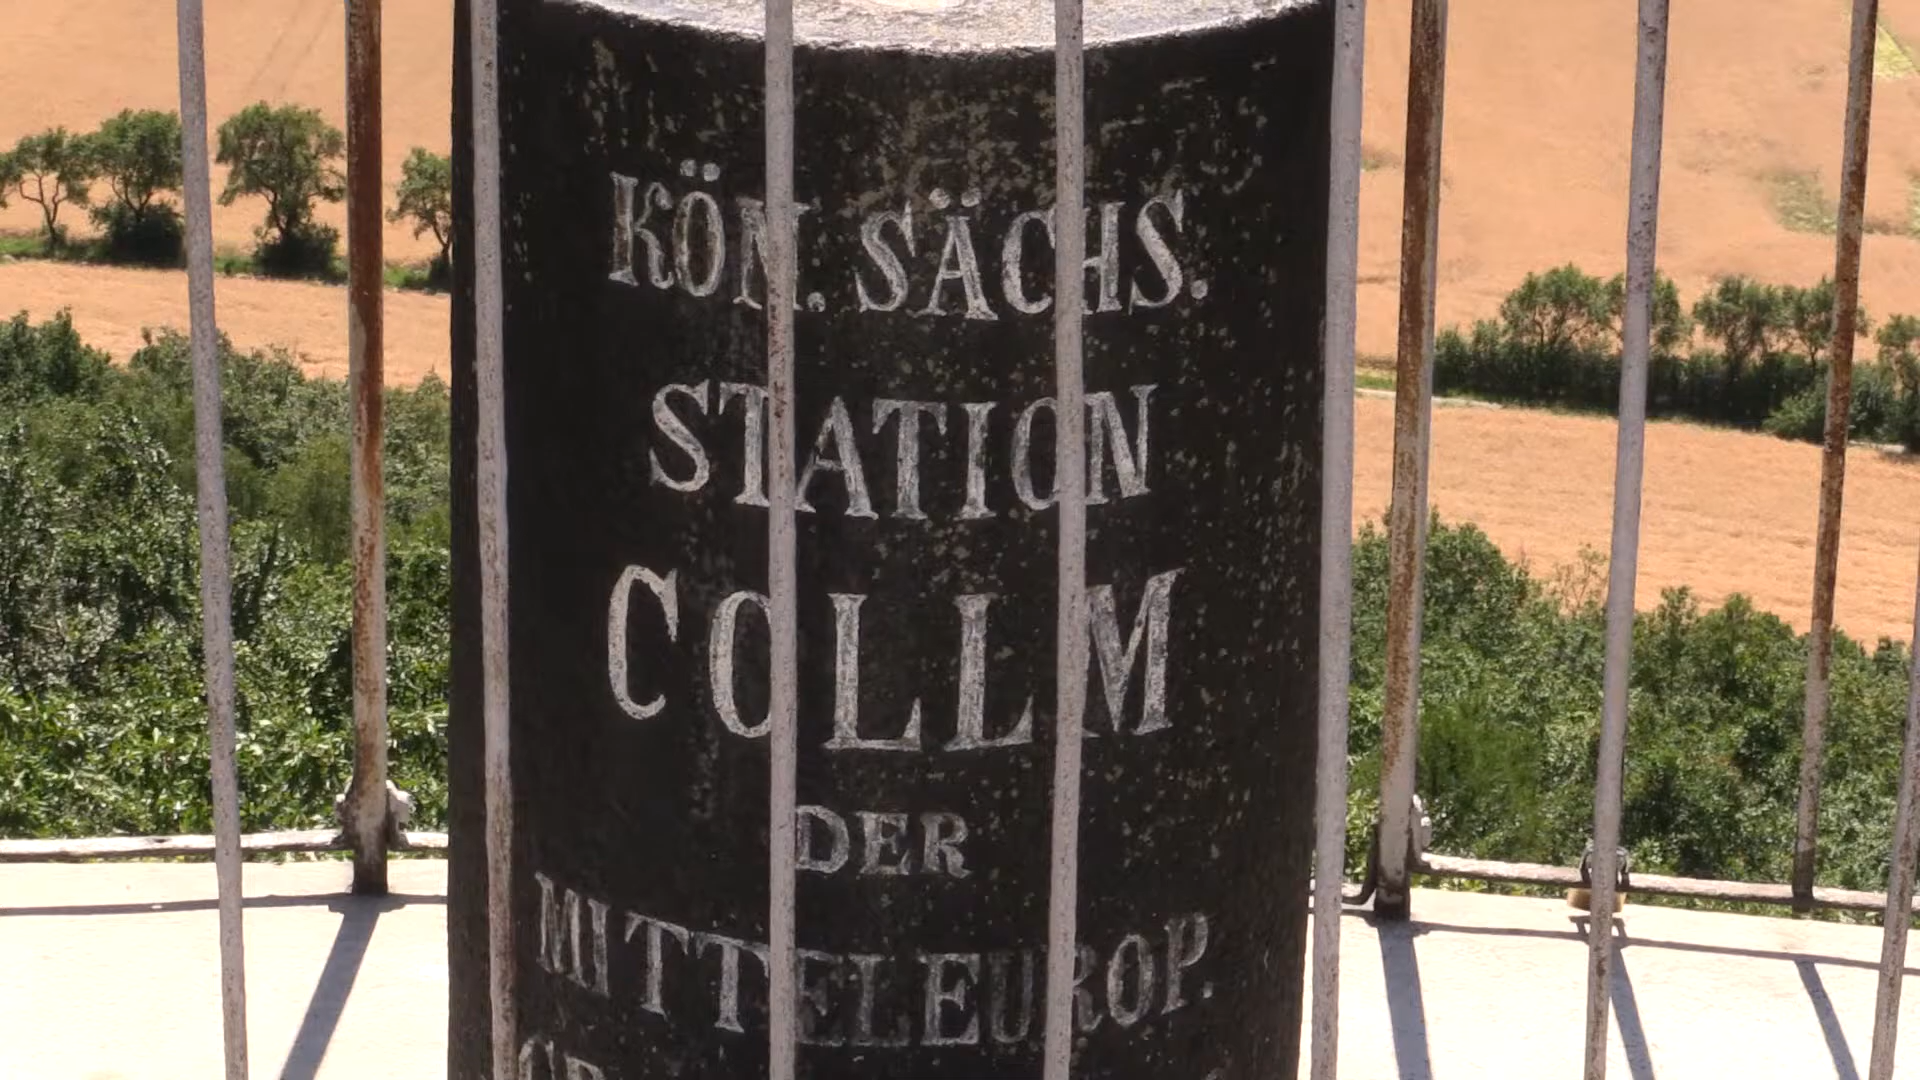 KÖN. SÄCHS.
STATION
COLLM
DER
MITTELEUROP.